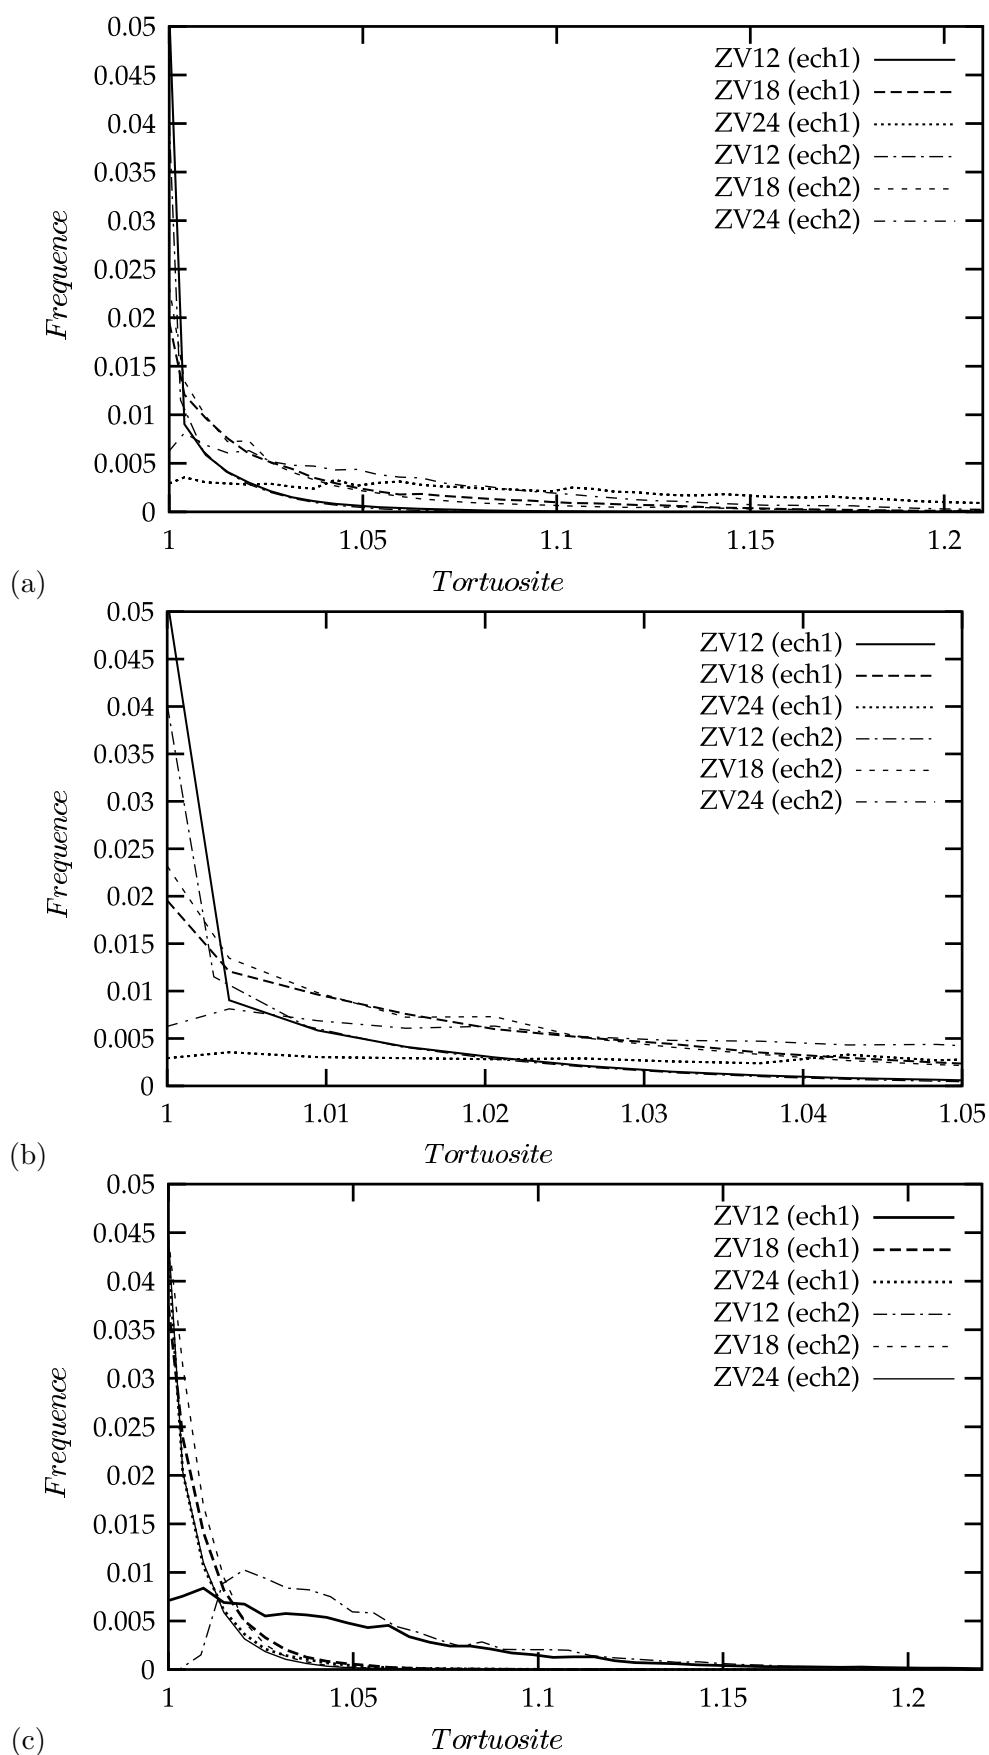 0.05
0.045
0.04
0.035
0.03
0.025
0.02
0.015
0.01
0.005
0
Frequence
ZV12 (ech1)
ZV18 (ech1)
ZV24 (ech1)
ZV12 (ech2)
ZV18 (ech2)
ZV24 (ech2)
1 1.05 1.1 1.15 1.2
(a) Tortuosite
0.05
0.045
0.04
0.035
0.03
0.025
0.02
0.015
0.01
0.005
0
Frequence
ZV12 (ech1)
ZV18 (ech1)
ZV24 (ech1)
ZV12 (ech2)
ZV18 (ech2)
ZV24 (ech2)
1 1.01 1.02 1.03 1.04 1.05
(b) Tortuosite
0.05
0.045
0.04
0.035
0.03
0.025
0.02
0.015
0.01
0.005
0
Frequence
ZV12 (ech1)
ZV18 (ech1)
ZV24 (ech1)
ZV12 (ech2)
ZV18 (ech2)
ZV24 (ech2)
1 1.05 1.1 1.15 1.2
(c) Tortuosite